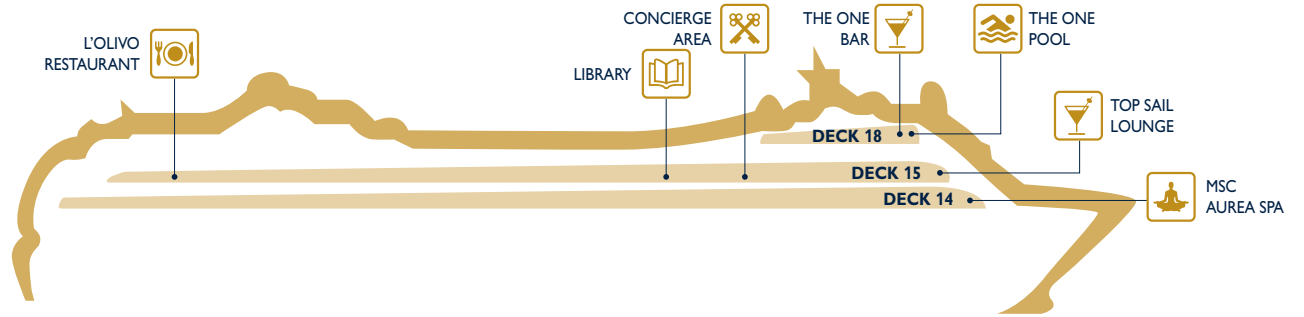 L'OLIVO
RESTAURANT
LIBRARY
CONCIERGE
AREA
THE ONE
BAR
THE ONE
POOL
TOP SAIL
LOUNGE
MSC
AUREA SPA
DECK 18
DECK 15
DECK 14